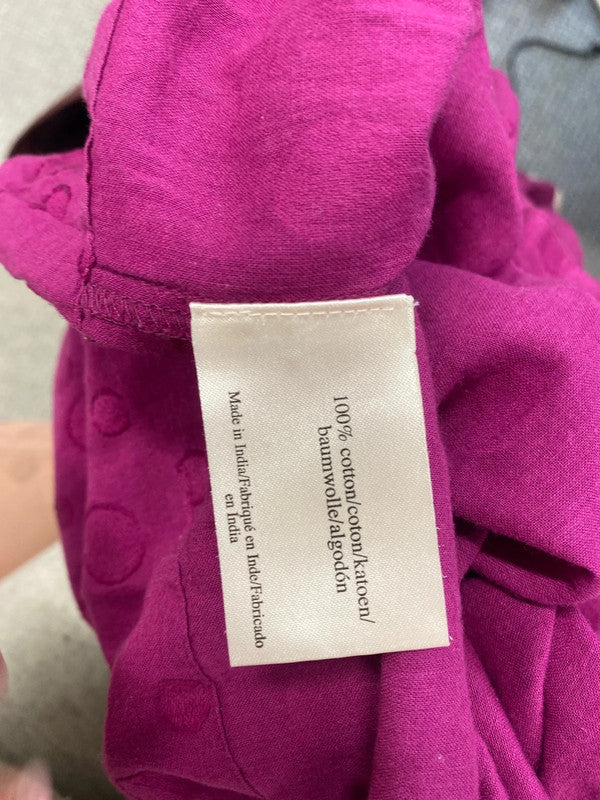 100% cotton/coton/katoen/
baumwolle/algodón
Made in India/Fabriqué en Inde/Fabricado
en India